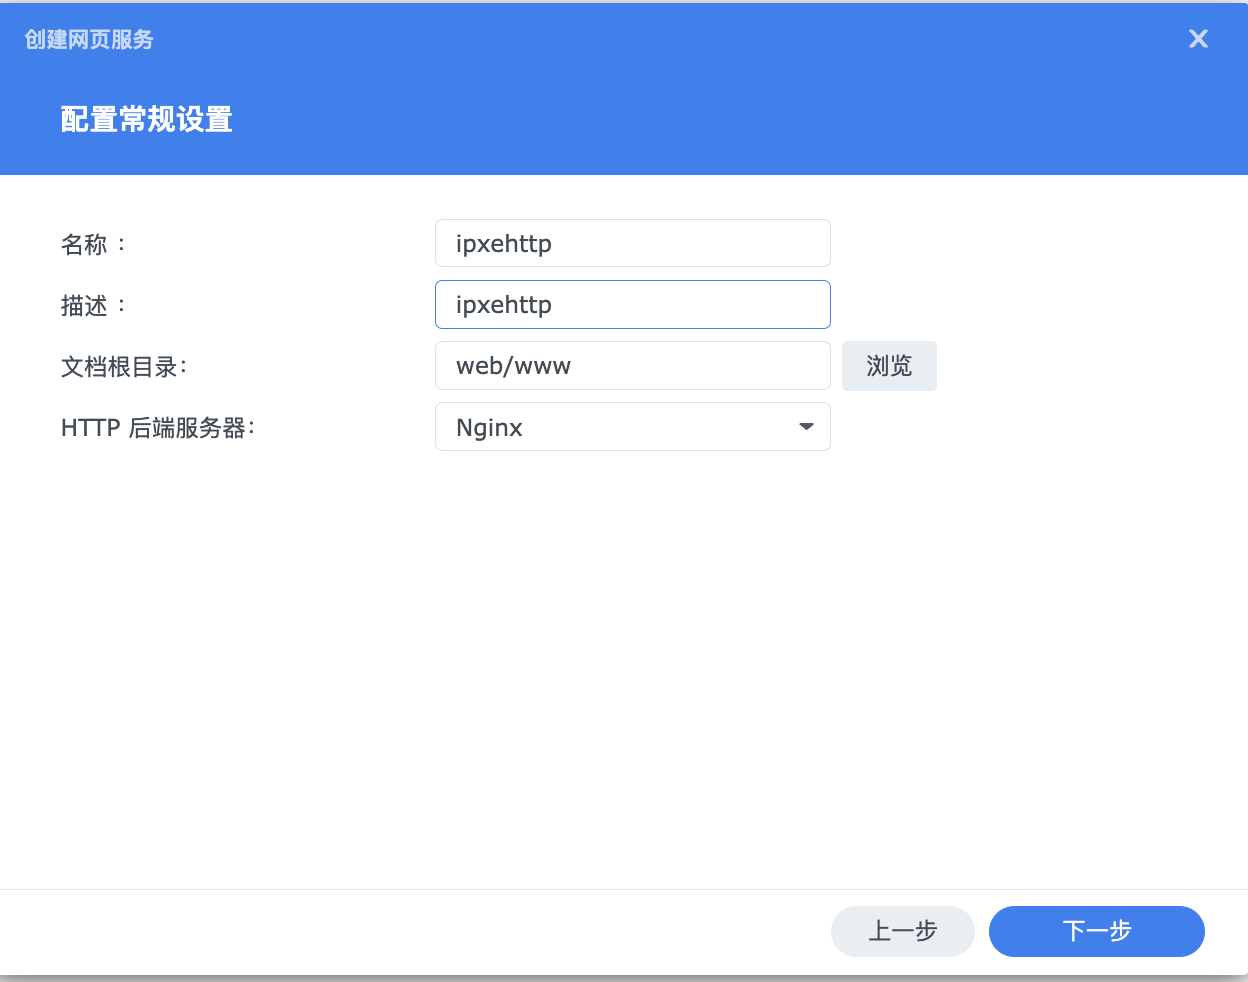 创建网页服务
配置常规设置
名称 : ipxehttp
描述 : ipxehttp
文档根目录: web/www 浏览
HTTP 后端服务器: Nginx
上一步 下一步